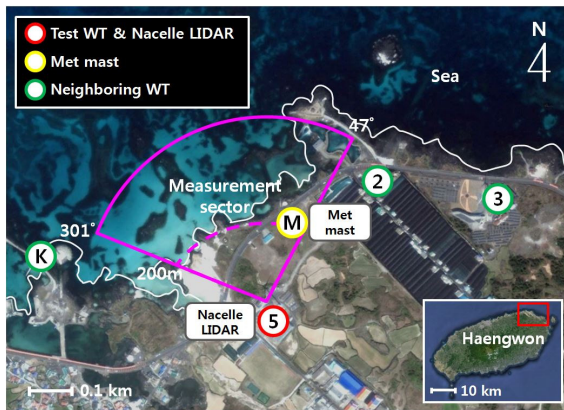 Test WT & Nacelle LIDAR
Met mast
Neighboring WT
N
Sea
47°
2
3
Measurement
sector
M
Met
mast
301°
K
200m
Nacelle
LIDAR
5
Haengwon
0.1 km
10 km